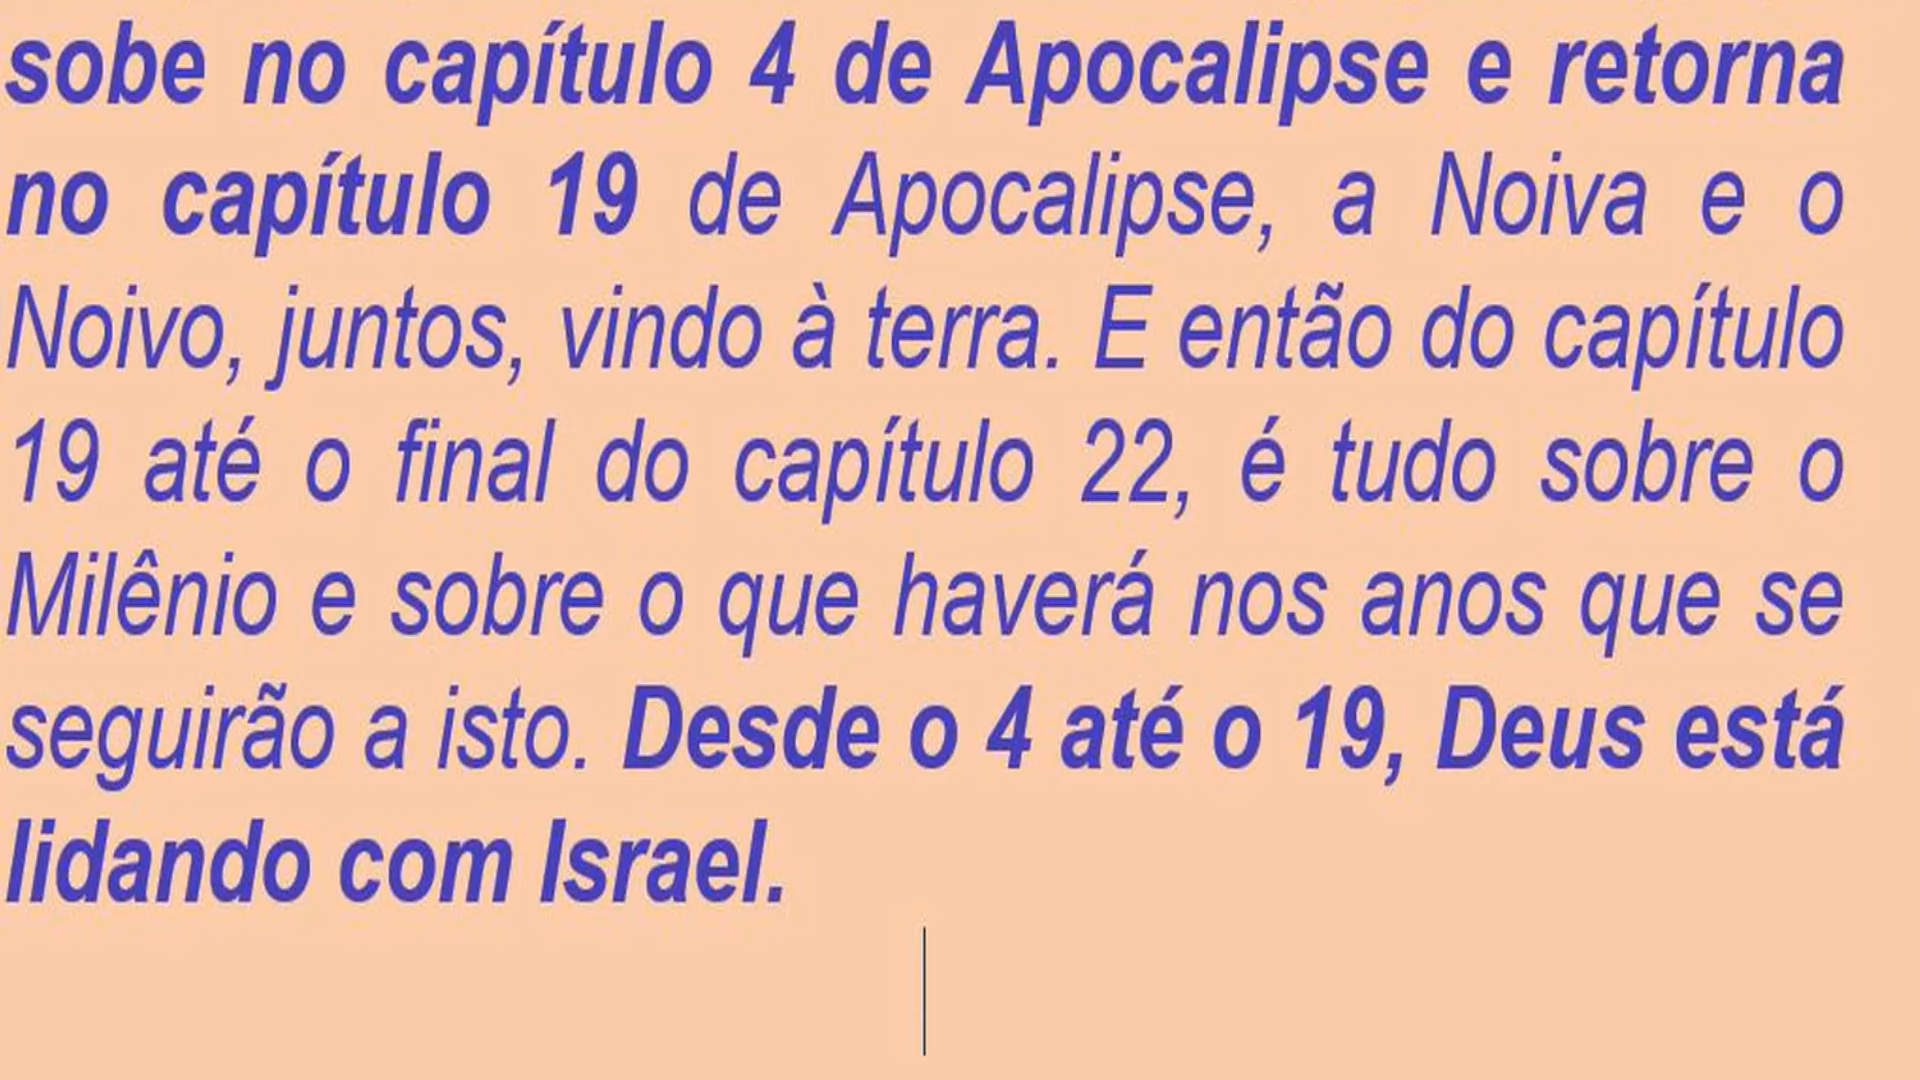 sobe no capítulo 4 de Apocalipse e retorna
no capítulo 19 de Apocalipse, a Noiva e o
Noivo, juntos, vindo à terra. E então do capítulo
19 até o final do capítulo 22, é tudo sobre o
Milênio e sobre o que haverá nos anos que se
seguirão a isto. Desde o 4 até o 19, Deus está
lidando com Israel.